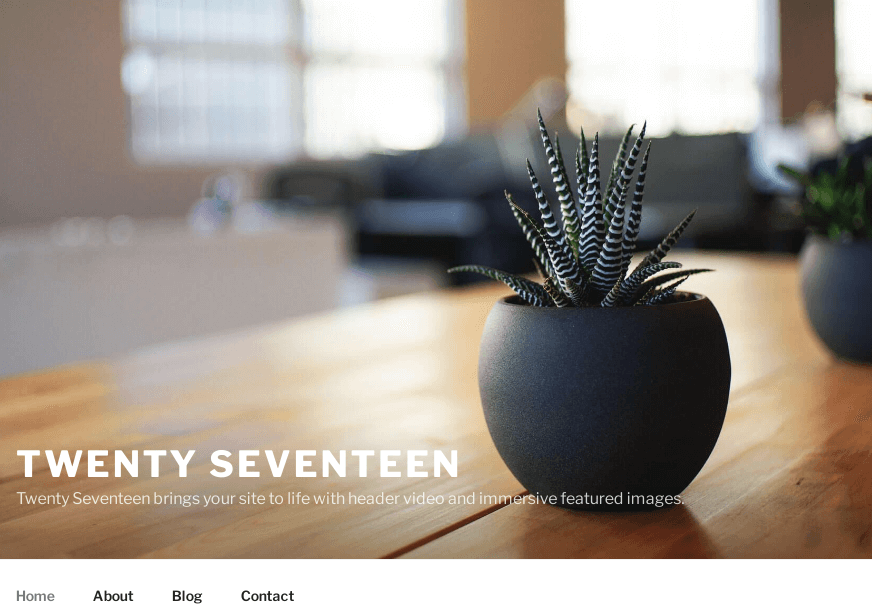 TWENTY SEVENTEEN
Twenty Seventeen brings your site to life with header video and immersive featured images.
Home About Blog Contact